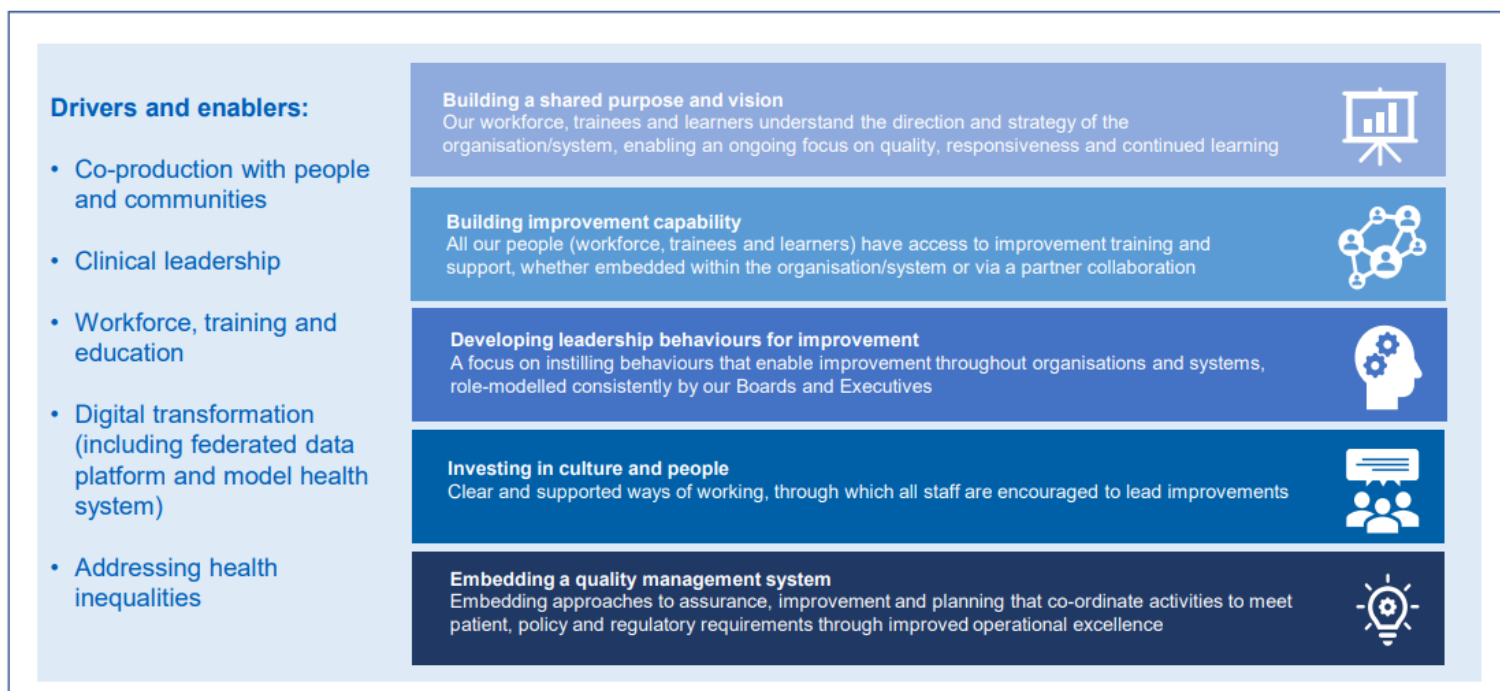 Drivers and enablers:
• Co-production with people
and communities
• Clinical leadership
• Workforce, training and
education
• Digital transformation
(including federated data
platform and model health
system)
• Addressing health
inequalities
Building a shared purpose and vision
Our workforce, trainees and learners understand the direction and strategy of the
organisation/system, enabling an ongoing focus on quality, responsiveness and continued learning
Building improvement capability
All our people (workforce, trainees and learners) have access to improvement training and
support, whether embedded within the organisation/system or via a partner collaboration
Developing leadership behaviours for improvement
A focus on instilling behaviours that enable improvement throughout organisations and systems,
role-modelled consistently by our Boards and Executives
Investing in culture and people
Clear and supported ways of working, through which all staff are encouraged to lead improvements
Embedding a quality management system
Embedding approaches to assurance, improvement and planning that co-ordinate activities to meet
patient, policy and regulatory requirements through improved operational excellence